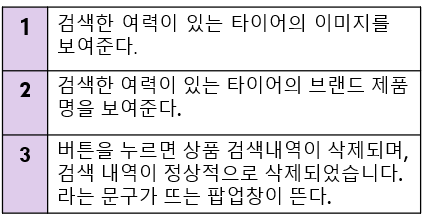 1
검색한 여력이 있는 타이어의 이미지를
보여준다.
2
검색한 여력이 있는 타이어의 브랜드 제품
명을 보여준다.
3
버튼을 누르면 상품 검색내역이 삭제되며,
검색 내역이 정상적으로 삭제되었습니다.
라는 문구가 뜨는 팝업창이 뜬다.